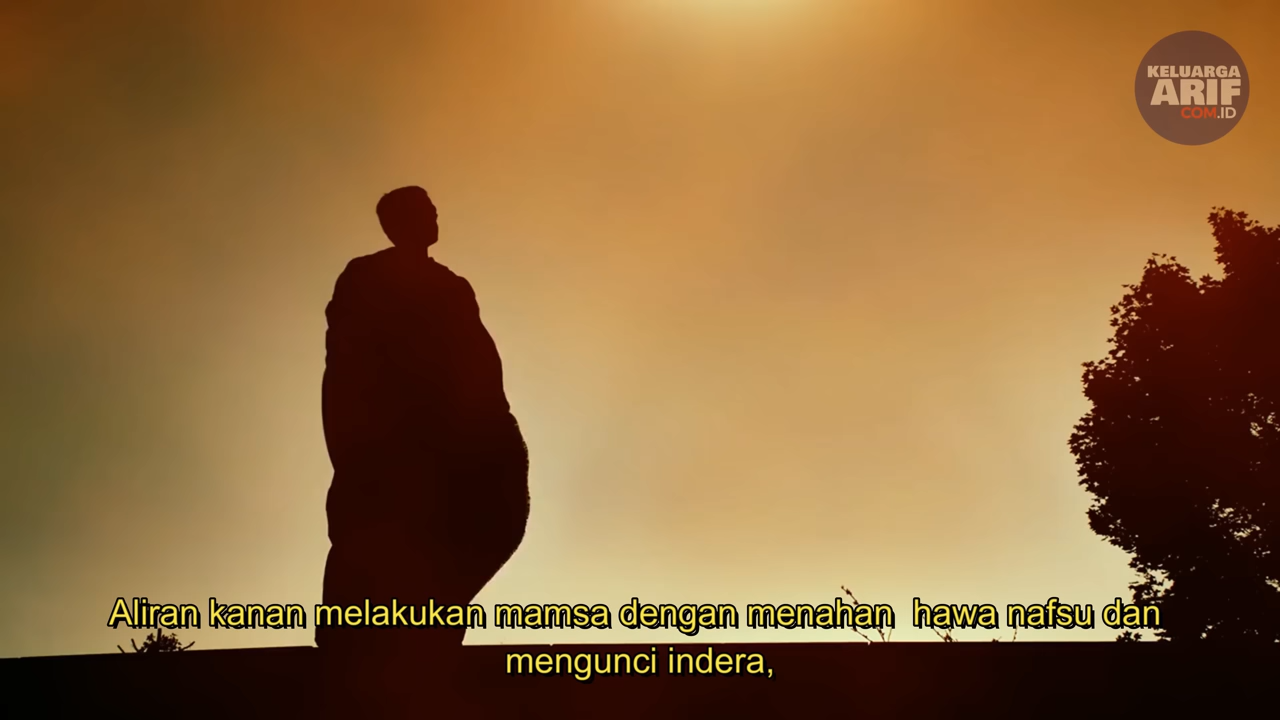 KELUARGA
ARIF
COM.ID
Aliran kanan melakukan mamsa dengan menahan  hawa nafsu dan
mengunci indera,